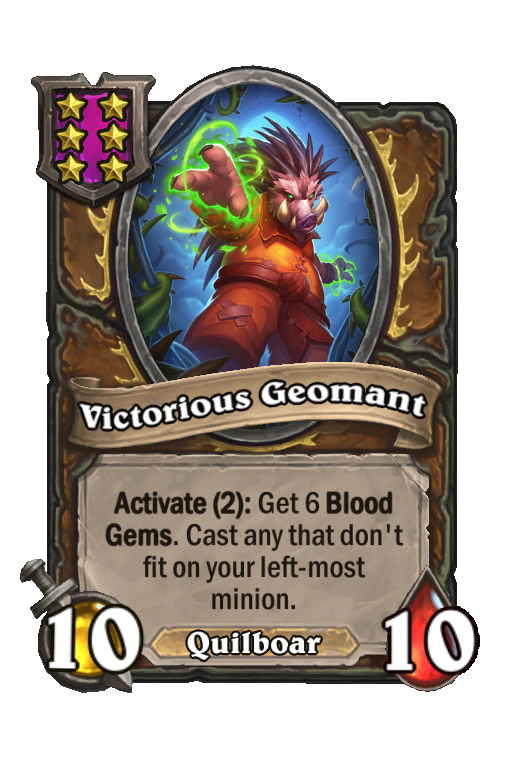 Victorious Geomant
Activate (2): Get 6 Blood
Gems. Cast any that don't
fit on your left-most
minion.
10
Quilboar
10